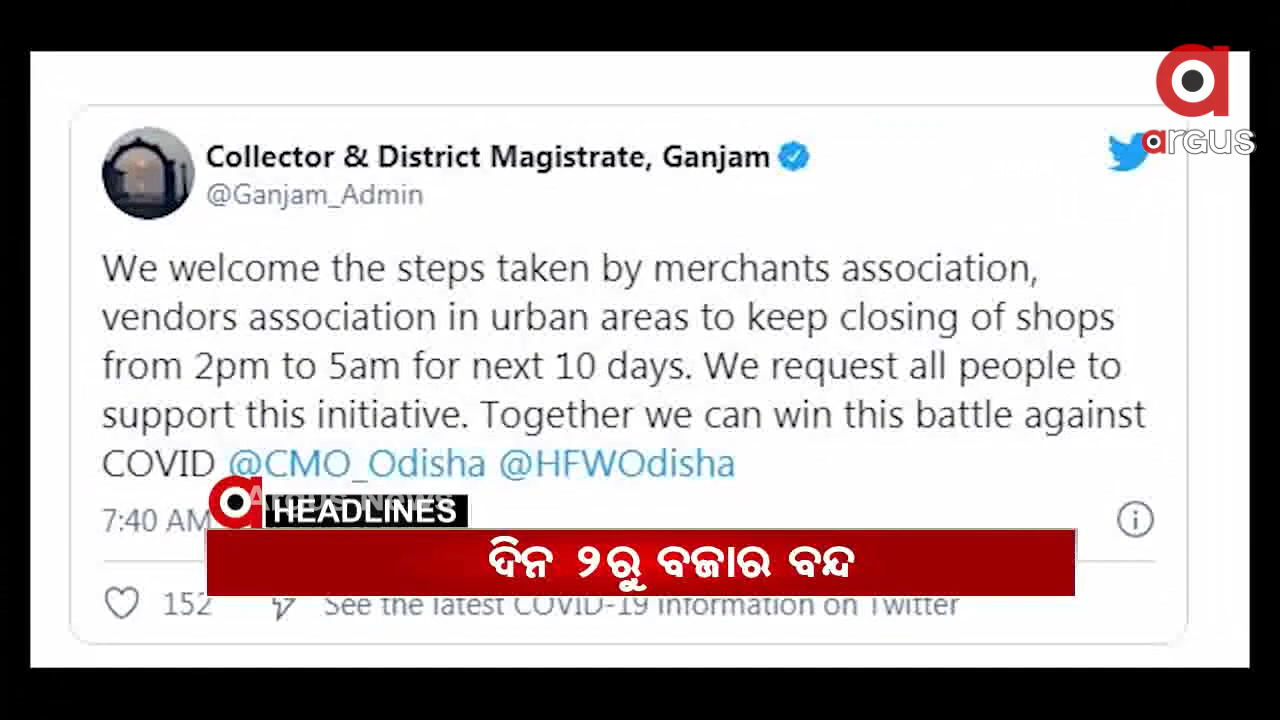 argus
Collector & District Magistrate, Ganjam
@Ganjam_Admin
We welcome the steps taken by merchants association,
vendors association in urban areas to keep closing of shops
from 2pm to 5am for next 10 days. We request all people to
support this initiative. Together we can win this battle against
COVID @CMO_Odisha @HFWOdisha
Argus News
7:40 AM
HEADLINES
ଦିନ ୨ରୁ ବଜାର ବନ୍ଦ
152 See the latest COVID-19 information on Twitter